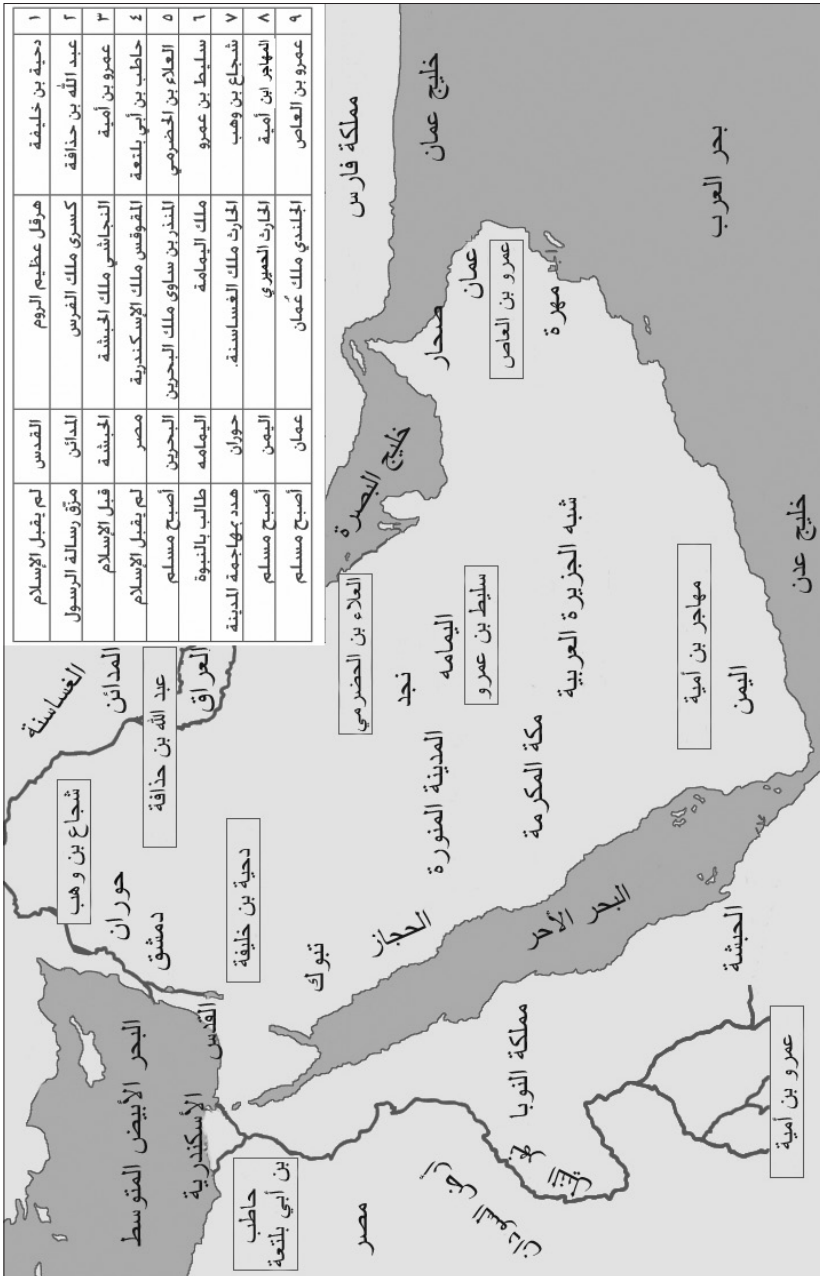 ١ دحية بن خليفة هرقل عظيم الروم القدس لم يقبل الإسلام
٢ عبد الله بن حذافة كسرى ملك الفرس المدائن مزّق رسالة الرسول
٣ عمرو بن أمية النجاشي ملك الحبشة الحبشة قبل الإسلام
٤ حاطب بن أبي بلتعة المقوقس ملك الإسكندرية مصر لم يقبل الإسلام
٥ العلاء بن الحضرمي المنذر بن ساوى ملك البحرين البحرين أصبح مسلم
٦ سليط بن عمرو ملك اليمامة اليمامه طالب بالنبوة
٧ شجاع بن وهب الحارث ملك الغساسنة. حوران هدد بمهاجمة المدينة
٨ المهاجر ابن أمية الحارث الحميري اليمن أصبح مسلم
٩ عمرو بن العاص الجلندي ملك عُمان عمان أصبح مسلم
الغساسنة
المدائن
العراق
عبد الله بن حذافة
شجاع بن وهب
حوران
دمشق
دحية بن خليفة
البحر الأبيض المتوسط
القدس
الأسكندرية
حاطب
بن أبي بلتعة
مصر
تبوك
الحجاز
البحر الأحمر
المدينة المنورة
مكة المكرمة
نجد
اليمامه
العلاء بن الحضرمي
سليط بن عمرو
شبه الجزيرة العربية
خليج البصرة
مملكة فارس
خليج عمان
صحار
عمان
عمرو بن العاص
مهرة
بحر العرب
مهاجر بن أمية
اليمن
خليج عدن
الحبشة
عمرو بن أمية
مملكة النوبا
أرض السودان
نهر النيل